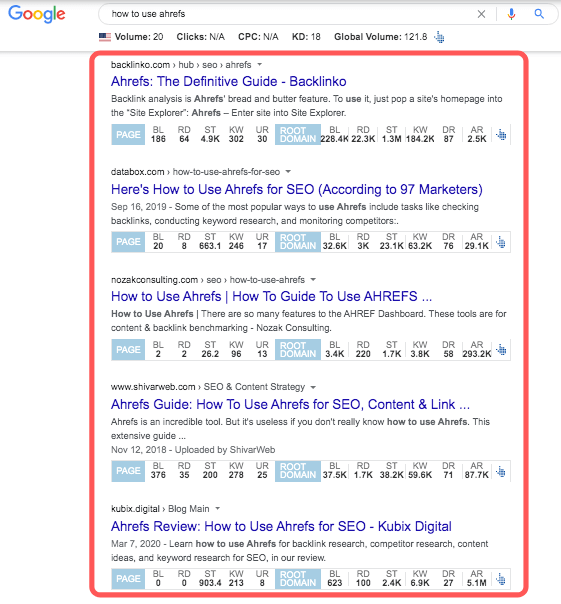 Google
how to use ahrefs
Volume: 20 Clicks: N/A CPC: N/A KD: 18 Global Volume: 121.8
backlinko.com › hub › seo › ahrefs
Ahrefs: The Definitive Guide - Backlinko
Backlink analysis is Ahrefs' bread and butter feature. To use it, just pop a site's homepage into
the “Site Explorer”: Ahrefs – Enter site into Site Explorer.
PAGE BL RD ST KW UR ROOT DOMAIN BL RD ST KW DR AR
186 64 4.9K 302 30 228.4K 22.3K 1.3M 184.2K 87 2.5K
databox.com › how-to-use-ahrefs-for-seo
Here's How to Use Ahrefs for SEO (According to 97 Marketers)
Sep 16, 2019 - Some of the most popular ways to use Ahrefs include tasks like checking
backlinks, conducting keyword research, and monitoring competitors:.
PAGE BL RD ST KW UR ROOT DOMAIN BL RD ST KW DR AR
20 8 663.1 246 17 32.6K 3K 23.1K 63.2K 76 29.1K
nozakconsulting.com › seo › how-to-use-ahrefs
How to Use Ahrefs | How To Guide To Use AHREFS ...
How to Use Ahrefs | There are so many features to the AHREF Dashboard. These tools are for
content & backlink benchmarking - Nozak Consulting.
PAGE BL RD ST KW UR ROOT DOMAIN BL RD ST KW DR AR
2 2 26.2 96 13 3.4K 220 1.7K 3.8K 58 293.2K
www.shivarweb.com › SEO & Content Strategy
Ahrefs Guide: How To Use Ahrefs for SEO, Content & Link ...
Ahrefs is an incredible tool. But it's useless if you don't really know how to use Ahrefs. This
extensive guide ...
Nov 12, 2018 - Uploaded by ShivarWeb
PAGE BL RD ST KW UR ROOT DOMAIN BL RD ST KW DR AR
376 35 200 278 25 37.5K 1.7K 38.2K 59.6K 71 87.7K
kubix.digital › Blog Main
Ahrefs Review: How to Use Ahrefs for SEO - Kubix Digital
Mar 7, 2020 - Learn how to use Ahrefs for backlink research, competitor research, content
ideas, and keyword research for SEO, in our review.
PAGE BL RD ST KW UR ROOT DOMAIN BL RD ST KW DR AR
0 0 903.4 213 8 623 100 2.4K 6.9K 27 5.1M